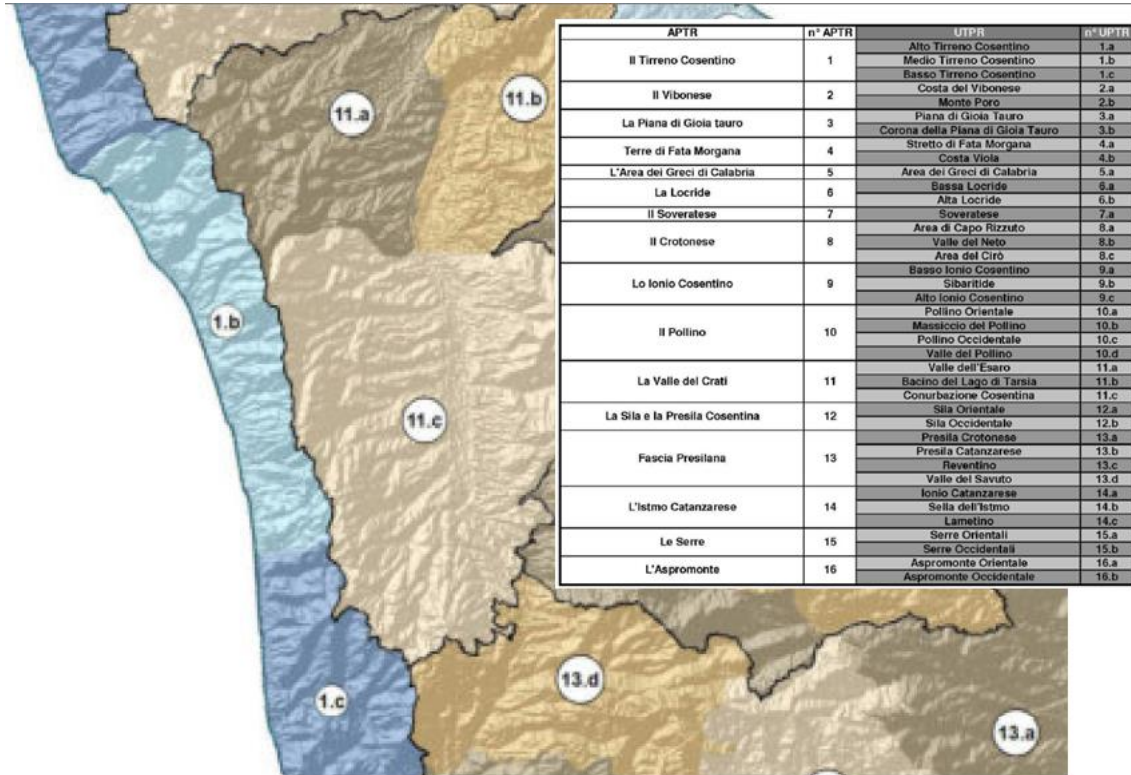 APTR n° APTR UTPR n° UPTR
Il Tirreno Cosentino 1 Alto Tirreno Cosentino 1.a
Medio Tirreno Cosentino 1.b
Basso Tirreno Cosentino 1.c
Il Vibonese 2 Costa del Vibonese 2.a
Monte Poro 2.b
La Piana di Gioia tauro 3 Piana di Gioia Tauro 3.a
Corona della Piana di Gioia Tauro 3.b
Terre di Fata Morgana 4 Stretto di Fata Morgana 4.a
Costa Viola 4.b
L'Area dei Greci di Calabria 5 Area dei Greci di Calabria 5.a
La Locride 6 Bassa Locride 6.a
Alta Locride 6.b
Il Soveratese 7 Soveratese 7.a
Il Crotonese 8 Area di Capo Rizzuto 8.a
Valle del Neto 8.b
Area del Cirò 8.c
Lo Ionio Cosentino 9 Basso Ionio Cosentino 9.a
Sibaritide 9.b
Alto Ionio Cosentino 9.c
Il Pollino 10 Pollino Orientale 10.a
Massiccio del Pollino 10.b
Pollino Occidentale 10.c
Valle del Pollino 10.d
La Valle del Crati 11 Valle dell'Esaro 11.a
Bacino del Lago di Tarsia 11.b
Conurbazione Cosentina 11.c
La Sila e la Presila Cosentina 12 Sila Orientale 12.a
Sila Occidentale 12.b
Fascia Presilana 13 Presila Crotonese 13.a
Presila Catanzarese 13.b
Reventino 13.c
Valle del Savuto 13.d
L'Istmo Catanzarese 14 Ionio Catanzarese 14.a
Sella dell'Istmo 14.b
Lametino 14.c
Le Serre 15 Serre Orientali 15.a
Serre Occidentali 15.b
L'Aspromonte 16 Aspromonte Orientale 16.a
Aspromonte Occidentale 16.b
11.a
11.b
1.b
11.c
13.d
1.c
13.a